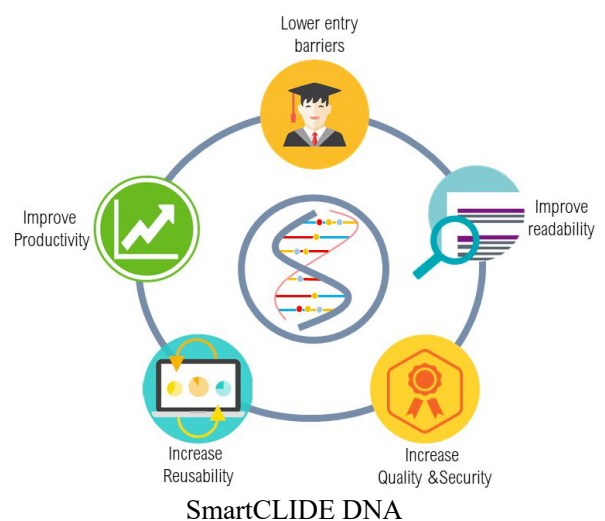 Lower entry
barriers
Improve
Productivity
Improve
readability
Increase
Reusability
Increase
Quality &Security
SmartCLIDE DNA